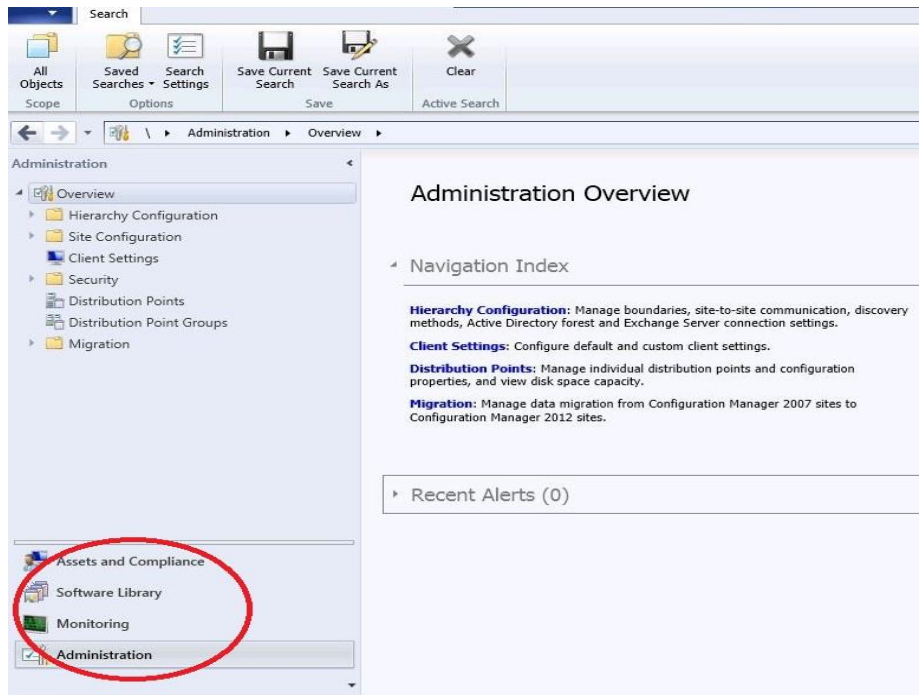 Search
All Objects
Saved Searches
Search Settings
Save Current Search
Save Current Search As
Clear
Scope
Options
Save
Active Search
\ Administration Overview
Administration
Overview
Hierarchy Configuration
Site Configuration
Client Settings
Security
Distribution Points
Distribution Point Groups
Migration
Administration Overview
Navigation Index
Hierarchy Configuration: Manage boundaries, site-to-site communication, discovery
methods, Active Directory forest and Exchange Server connection settings.
Client Settings: Configure default and custom client settings.
Distribution Points: Manage individual distribution points and configuration
properties, and view disk space capacity.
Migration: Manage data migration from Configuration Manager 2007 sites to
Configuration Manager 2012 sites.
Recent Alerts (0)
Assets and Compliance
Software Library
Monitoring
Administration